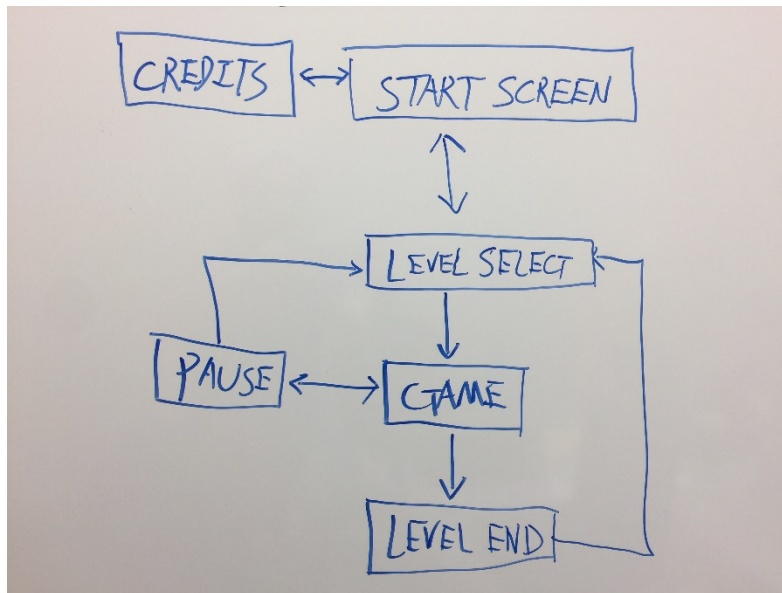 CREDITS
START SCREEN
LEVEL SELECT
PAUSE
GAME
LEVEL END